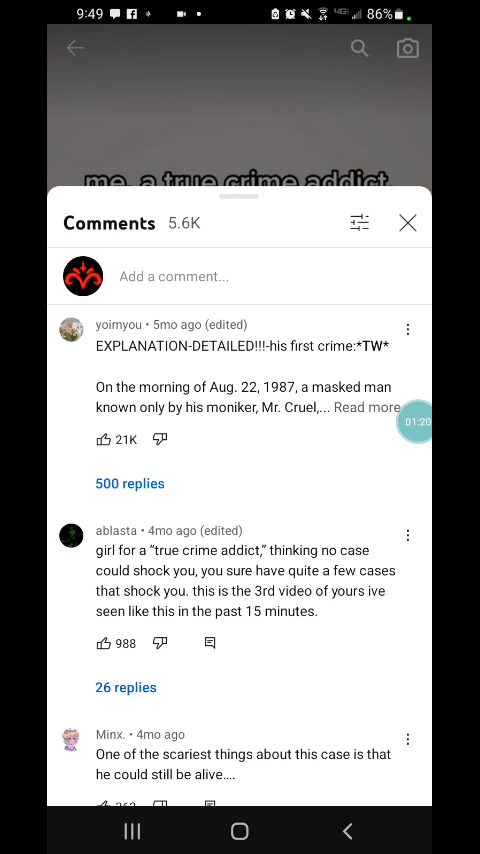 9:49
4G
86%
me, a true crime addict,
Comments 5.6K
Add a comment...
yoimyou • 5mo ago (edited)
EXPLANATION-DETAILED!!!-his first crime:*TW*
On the morning of Aug. 22, 1987, a masked man
known only by his moniker, Mr. Cruel,... Read more
01:20
21K
500 replies
ablasta • 4mo ago (edited)
girl for a “true crime addict,” thinking no case
could shock you, you sure have quite a few cases
that shock you. this is the 3rd video of yours ive
seen like this in the past 15 minutes.
988
26 replies
Minx. • 4mo ago
One of the scariest things about this case is that
he could still be alive....